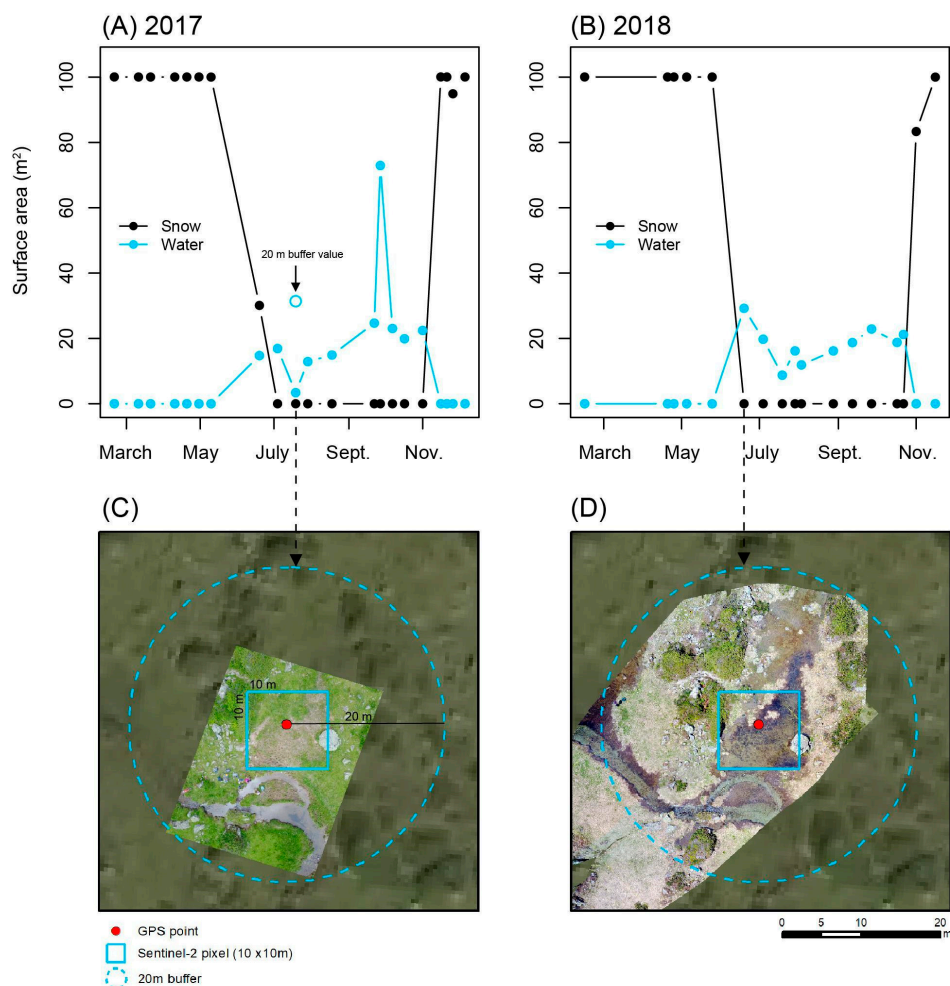 (A) 2017
(B) 2018
Surface area (m²)
100
80
60
40
20
0
Snow
Water
20 m buffer value
March May July Sept. Nov.
100
80
60
40
20
0
Snow
Water
March May July Sept. Nov.
(C)
(D)
10 m
10 m
20 m
GPS point
Sentinel-2 pixel (10 x10m)
20m buffer
0 5 10 20
m